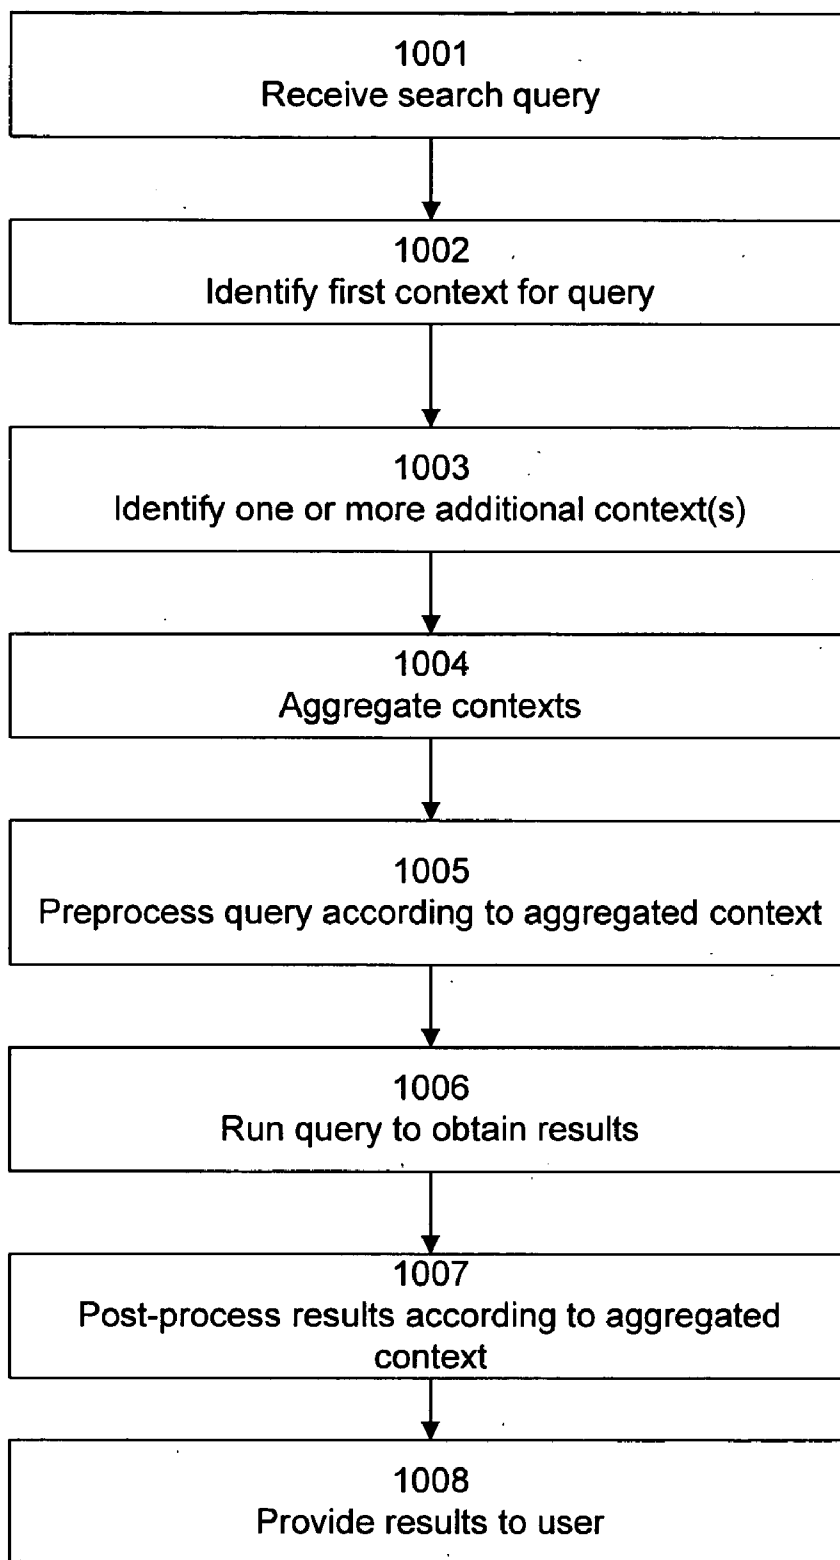 1001
Receive search query
1002
Identify first context for query
1003
Identify one or more additional context(s)
1004
Aggregate contexts
1005
Preprocess query according to aggregated context
1006
Run query to obtain results
1007
Post-process results according to aggregated
context
1008
Provide results to user